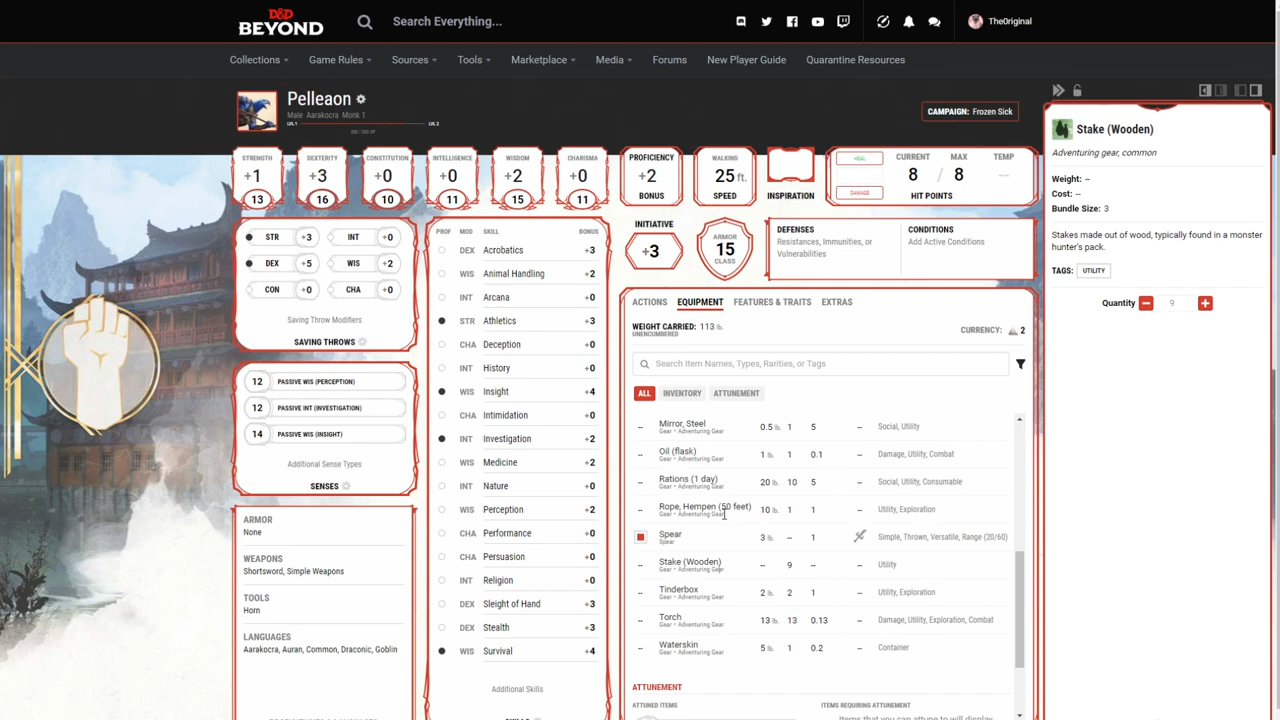 D&D
BEYOND
Search Everything...
The0riginal
Collections
Game Rules
Sources
Tools
Marketplace
Media
Forums
New Player Guide
Quarantine Resources
Pelleaon
Male Aarakocra Monk 1
LVL 1
LVL 2
CAMPAIGN: Frozen Sick
STRENGTH
+1
13
DEXTERITY
+3
16
CONSTITUTION
+0
10
INTELLIGENCE
+0
11
WISDOM
+2
15
CHARISMA
+0
11
PROFICIENCY
+2
BONUS
WALKING
25 ft.
SPEED
INSPIRATION
HEAL
DAMAGE
CURRENT
MAX
TEMP
8 / 8 --
HIT POINTS
STR +3
INT +0
DEX +5
WIS +2
CON +0
CHA +0
Saving Throw Modifiers
SAVING THROWS
12 PASSIVE WIS (PERCEPTION)
12 PASSIVE INT (INVESTIGATION)
14 PASSIVE WIS (INSIGHT)
Additional Sense Types
SENSES
ARMOR
None
WEAPONS
Shortsword, Simple Weapons
TOOLS
Horn
LANGUAGES
Aarakocra, Auran, Common, Draconic, Goblin
PROF MOD SKILL BONUS
DEX Acrobatics +3
WIS Animal Handling +2
INT Arcana +0
STR Athletics +3
CHA Deception +0
INT History +0
WIS Insight +4
CHA Intimidation +0
INT Investigation +2
WIS Medicine +2
INT Nature +0
WIS Perception +2
CHA Performance +0
CHA Persuasion +0
INT Religion +0
DEX Sleight of Hand +3
DEX Stealth +3
WIS Survival +4
Additional Skills
INITIATIVE
+3
ARMOR
15
CLASS
DEFENSES
Resistances, Immunities, or
Vulnerabilities
CONDITIONS
Add Active Conditions
ACTIONS
EQUIPMENT
FEATURES & TRAITS
EXTRAS
WEIGHT CARRIED: 113 lb.
UNENCUMBERED
CURRENCY: 2
Search Item Names, Types, Rarities, or Tags
ALL
INVENTORY
ATTUNEMENT
-- Mirror, Steel 0.5 lb. 1 5 -- Social, Utility
Gear • Adventuring Gear
-- Oil (flask) 1 lb. 1 0.1 -- Damage, Utility, Combat
Gear • Adventuring Gear
-- Rations (1 day) 20 lb. 10 5 -- Social, Utility, Consumable
Gear • Adventuring Gear
-- Rope, Hempen (50 feet) 10 lb. 1 1 -- Utility, Exploration
Gear • Adventuring Gear
Spear 3 lb. -- 1 Simple, Thrown, Versatile, Range (20/60)
Spear
-- Stake (Wooden) -- 9 -- -- Utility
Gear • Adventuring Gear
-- Tinderbox 2 lb. 2 1 -- Utility, Exploration
Gear • Adventuring Gear
-- Torch 13 lb. 13 0.13 -- Damage, Utility, Exploration, Combat
Gear • Adventuring Gear
-- Waterskin 5 lb. 1 0.2 -- Container
Gear • Adventuring Gear
ATTUNEMENT
ATTUNED ITEMS
ITEMS REQUIRING ATTUNEMENT
Items that you can attune to will display
Stake (Wooden)
Adventuring gear, common
Weight: --
Cost: --
Bundle Size: 3
Stakes made out of wood, typically found in a monster
hunter's pack.
TAGS: UTILITY
Quantity 9